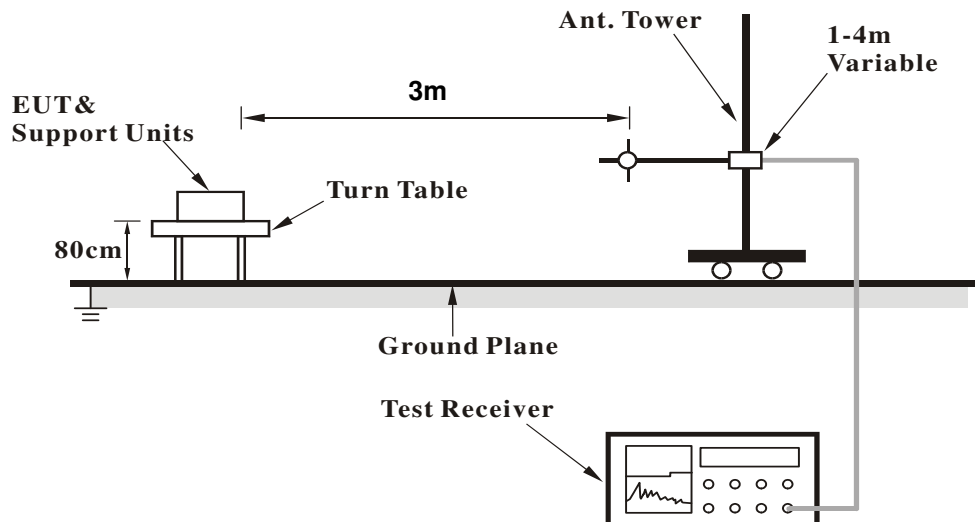 Ant. Tower
1-4m
Variable
3m
EUT&
Support Units
Turn Table
80cm
Ground Plane
Test Receiver